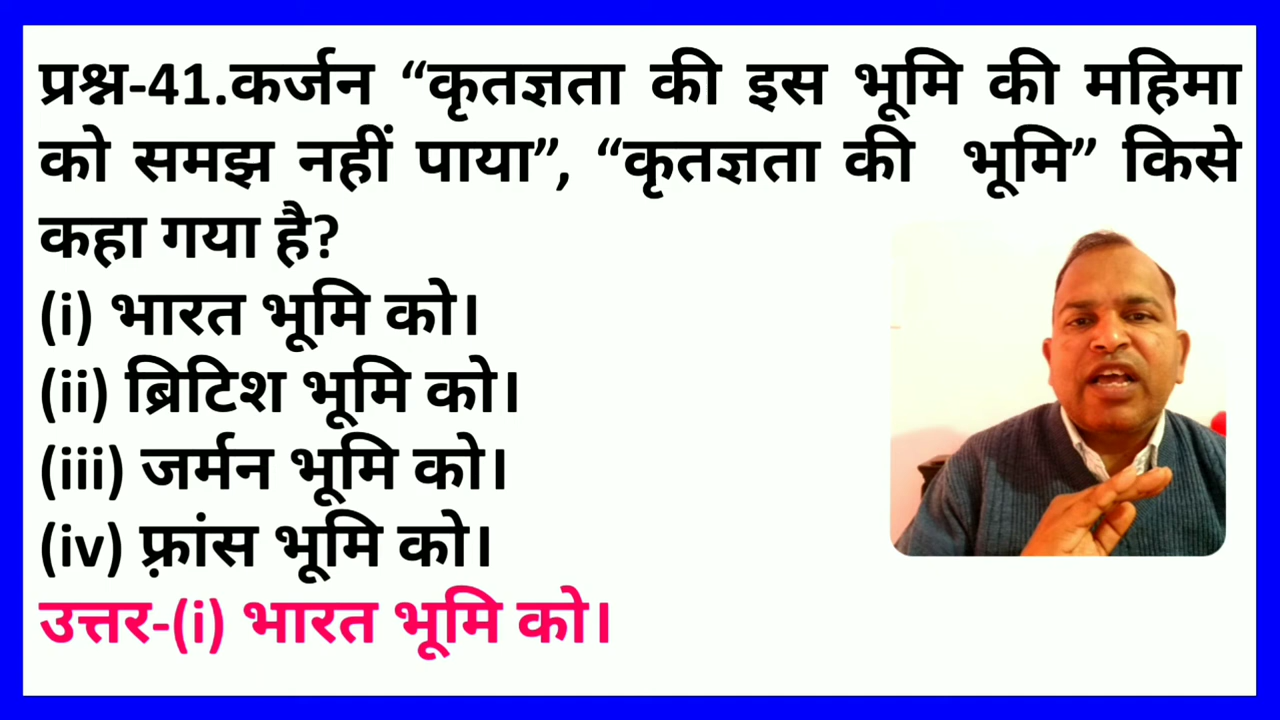 प्रश्न-41.कर्जन “कृतज्ञता की इस भूमि की महिमा
को समझ नहीं पाया”, “कृतज्ञता की भूमि” किसे
कहा गया है?
(i) भारत भूमि को।
(ii) ब्रिटिश भूमि को।
(iii) जर्मन भूमि को।
(iv) फ़्रांस भूमि को।
उत्तर-(i) भारत भूमि को।